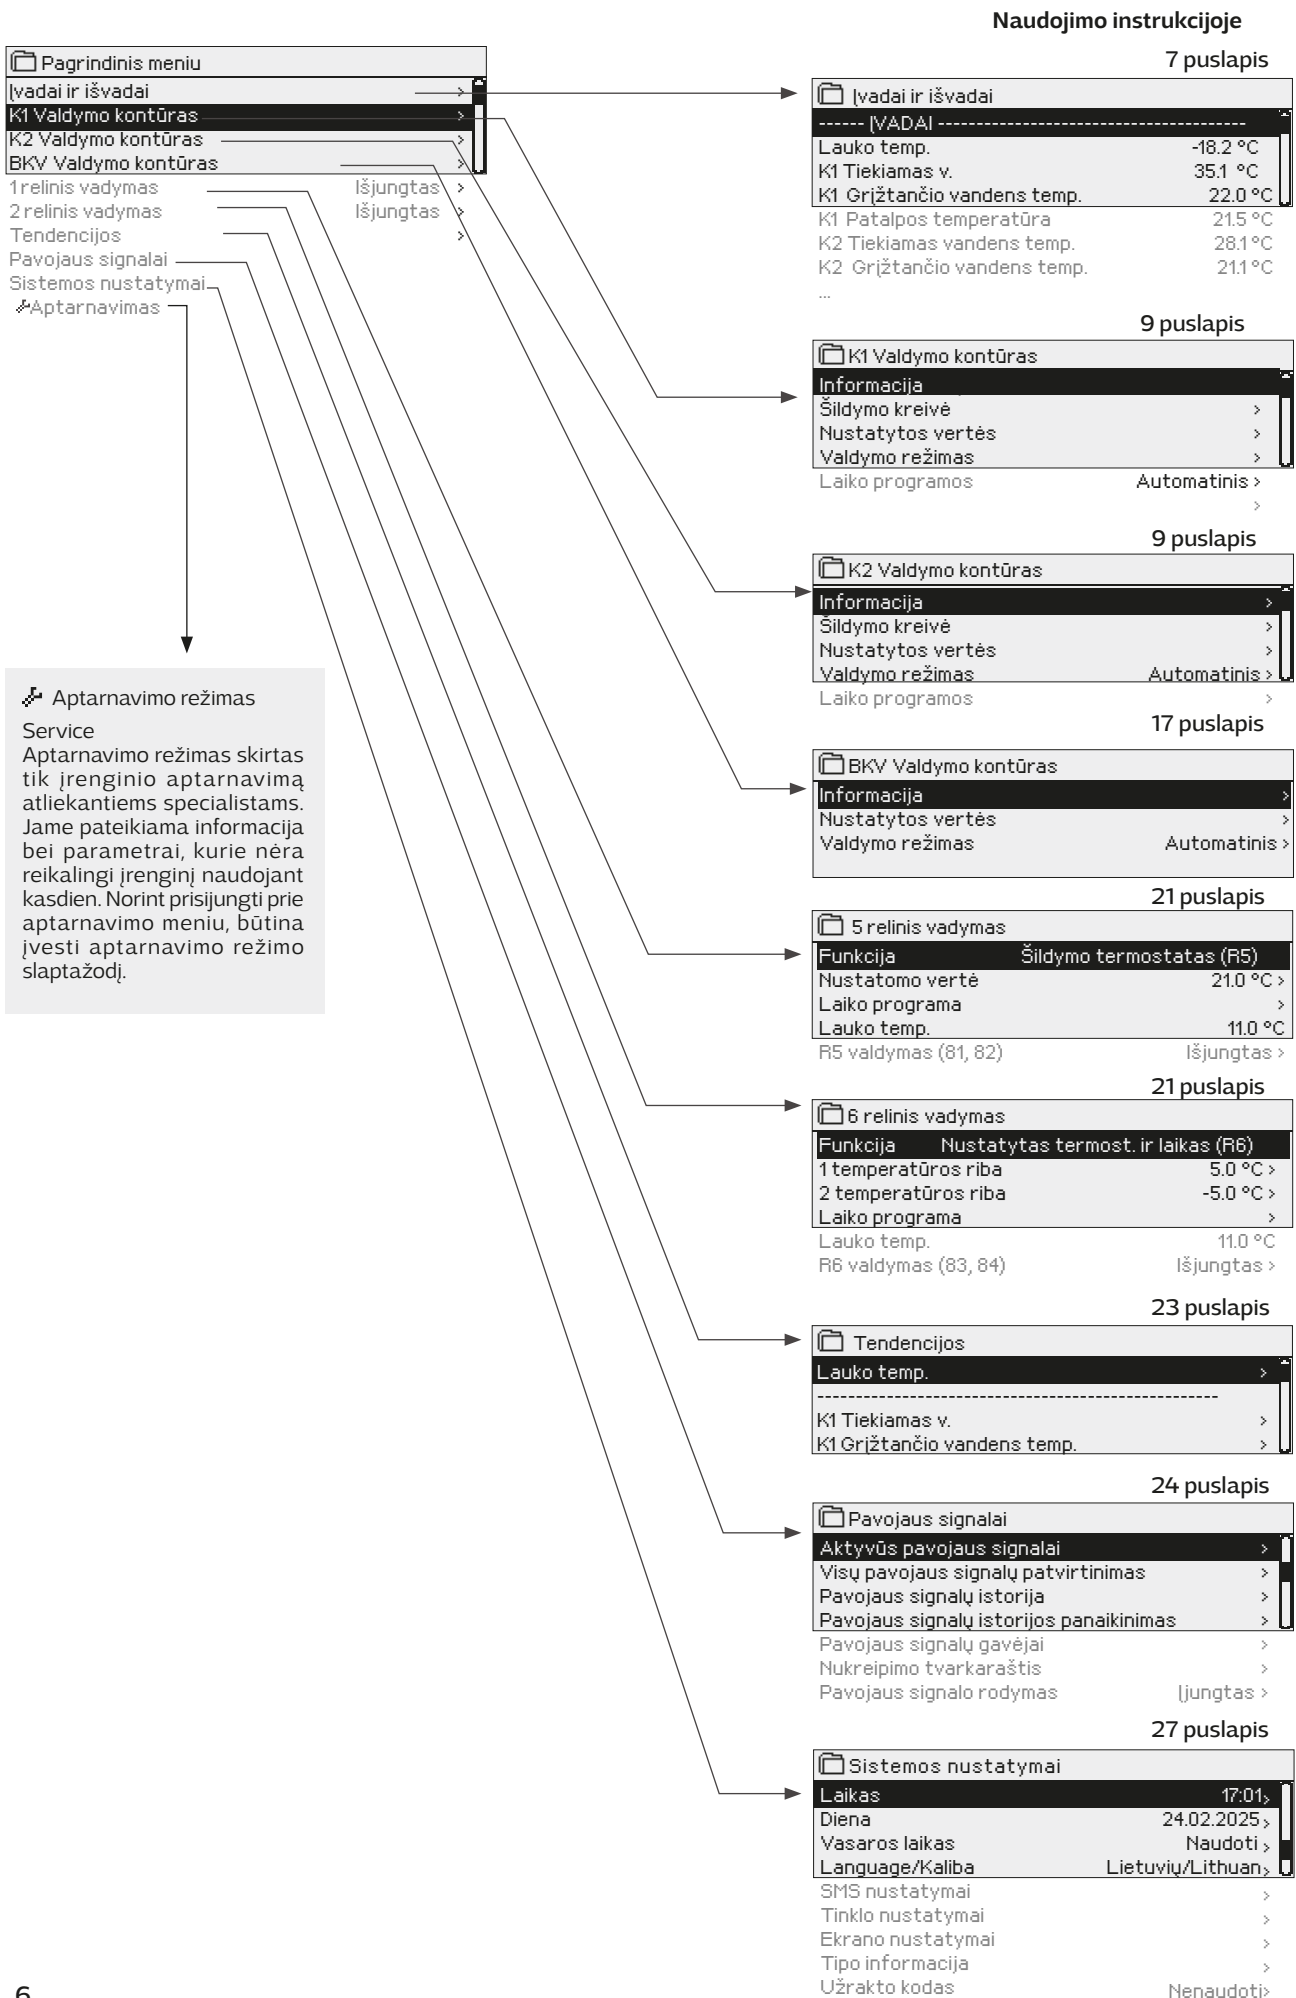 Naudojimo instrukcijoje
Pagrindinis meniu
Įvadai ir išvadai >
K1 Valdymo kontūras >
K2 Valdymo kontūras >
BKV Valdymo kontūras >
1 relinis vadymas Išjungtas >
2 relinis vadymas Išjungtas >
Tendencijos >
Pavojaus signalai
Sistemos nustatymai
Aptarnavimas
Aptarnavimo režimas
Service
Aptarnavimo režimas skirtas
tik įrenginio aptarnavimą
atliekantiems specialistams.
Jame pateikiama informacija
bei parametrai, kurie nėra
reikalingi įrenginį naudojant
kasdien. Norint prisijungti prie
aptarnavimo meniu, būtina
įvesti aptarnavimo režimo
slaptažodį.
7 puslapis
Įvadai ir išvadai
------ ĮVADAI ----------------------------------------
Lauko temp. -18.2 °C
K1 Tiekiamas v. 35.1 °C
K1 Grįžtančio vandens temp. 22.0 °C
K1 Patalpos temperatūra 21.5 °C
K2 Tiekiamas vandens temp. 28.1 °C
K2 Grįžtančio vandens temp. 21.1 °C
...
9 puslapis
K1 Valdymo kontūras
Informacija
Šildymo kreivė >
Nustatytos vertės >
Valdymo režimas >
Laiko programos Automatinis >
>
9 puslapis
K2 Valdymo kontūras
Informacija >
Šildymo kreivė >
Nustatytos vertės >
Valdymo režimas Automatinis >
Laiko programos >
17 puslapis
BKV Valdymo kontūras
Informacija >
Nustatytos vertės >
Valdymo režimas Automatinis >
21 puslapis
5 relinis vadymas
Funkcija Šildymo termostatas (R5)
Nustatomo vertė 21.0 °C >
Laiko programa >
Lauko temp. 11.0 °C
R5 valdymas (81, 82) Išjungtas >
21 puslapis
6 relinis vadymas
Funkcija Nustatytas termost. ir laikas (R6)
1 temperatūros riba 5.0 °C >
2 temperatūros riba -5.0 °C >
Laiko programa >
Lauko temp. 11.0 °C
R6 valdymas (83, 84) Išjungtas >
23 puslapis
Tendencijos
Lauko temp. >
----------------------------------------------------
K1 Tiekiamas v. >
K1 Grįžtančio vandens temp. >
24 puslapis
Pavojaus signalai
Aktyvūs pavojaus signalai >
Visų pavojaus signalų patvirtinimas >
Pavojaus signalų istorija >
Pavojaus signalų istorijos panaikinimas >
Pavojaus signalų gavėjai >
Nukreipimo tvarkaraštis >
Pavojaus signalo rodymas Įjungtas >
27 puslapis
Sistemos nustatymai
Laikas 17:01>
Diena 24.02.2025 >
Vasaros laikas Naudoti >
Language/Kaliba Lietuvių/Lithuan>
SMS nustatymai >
Tinklo nustatymai >
Ekrano nustatymai >
Tipo informacija >
Užrakto kodas Nenaudoti>
6